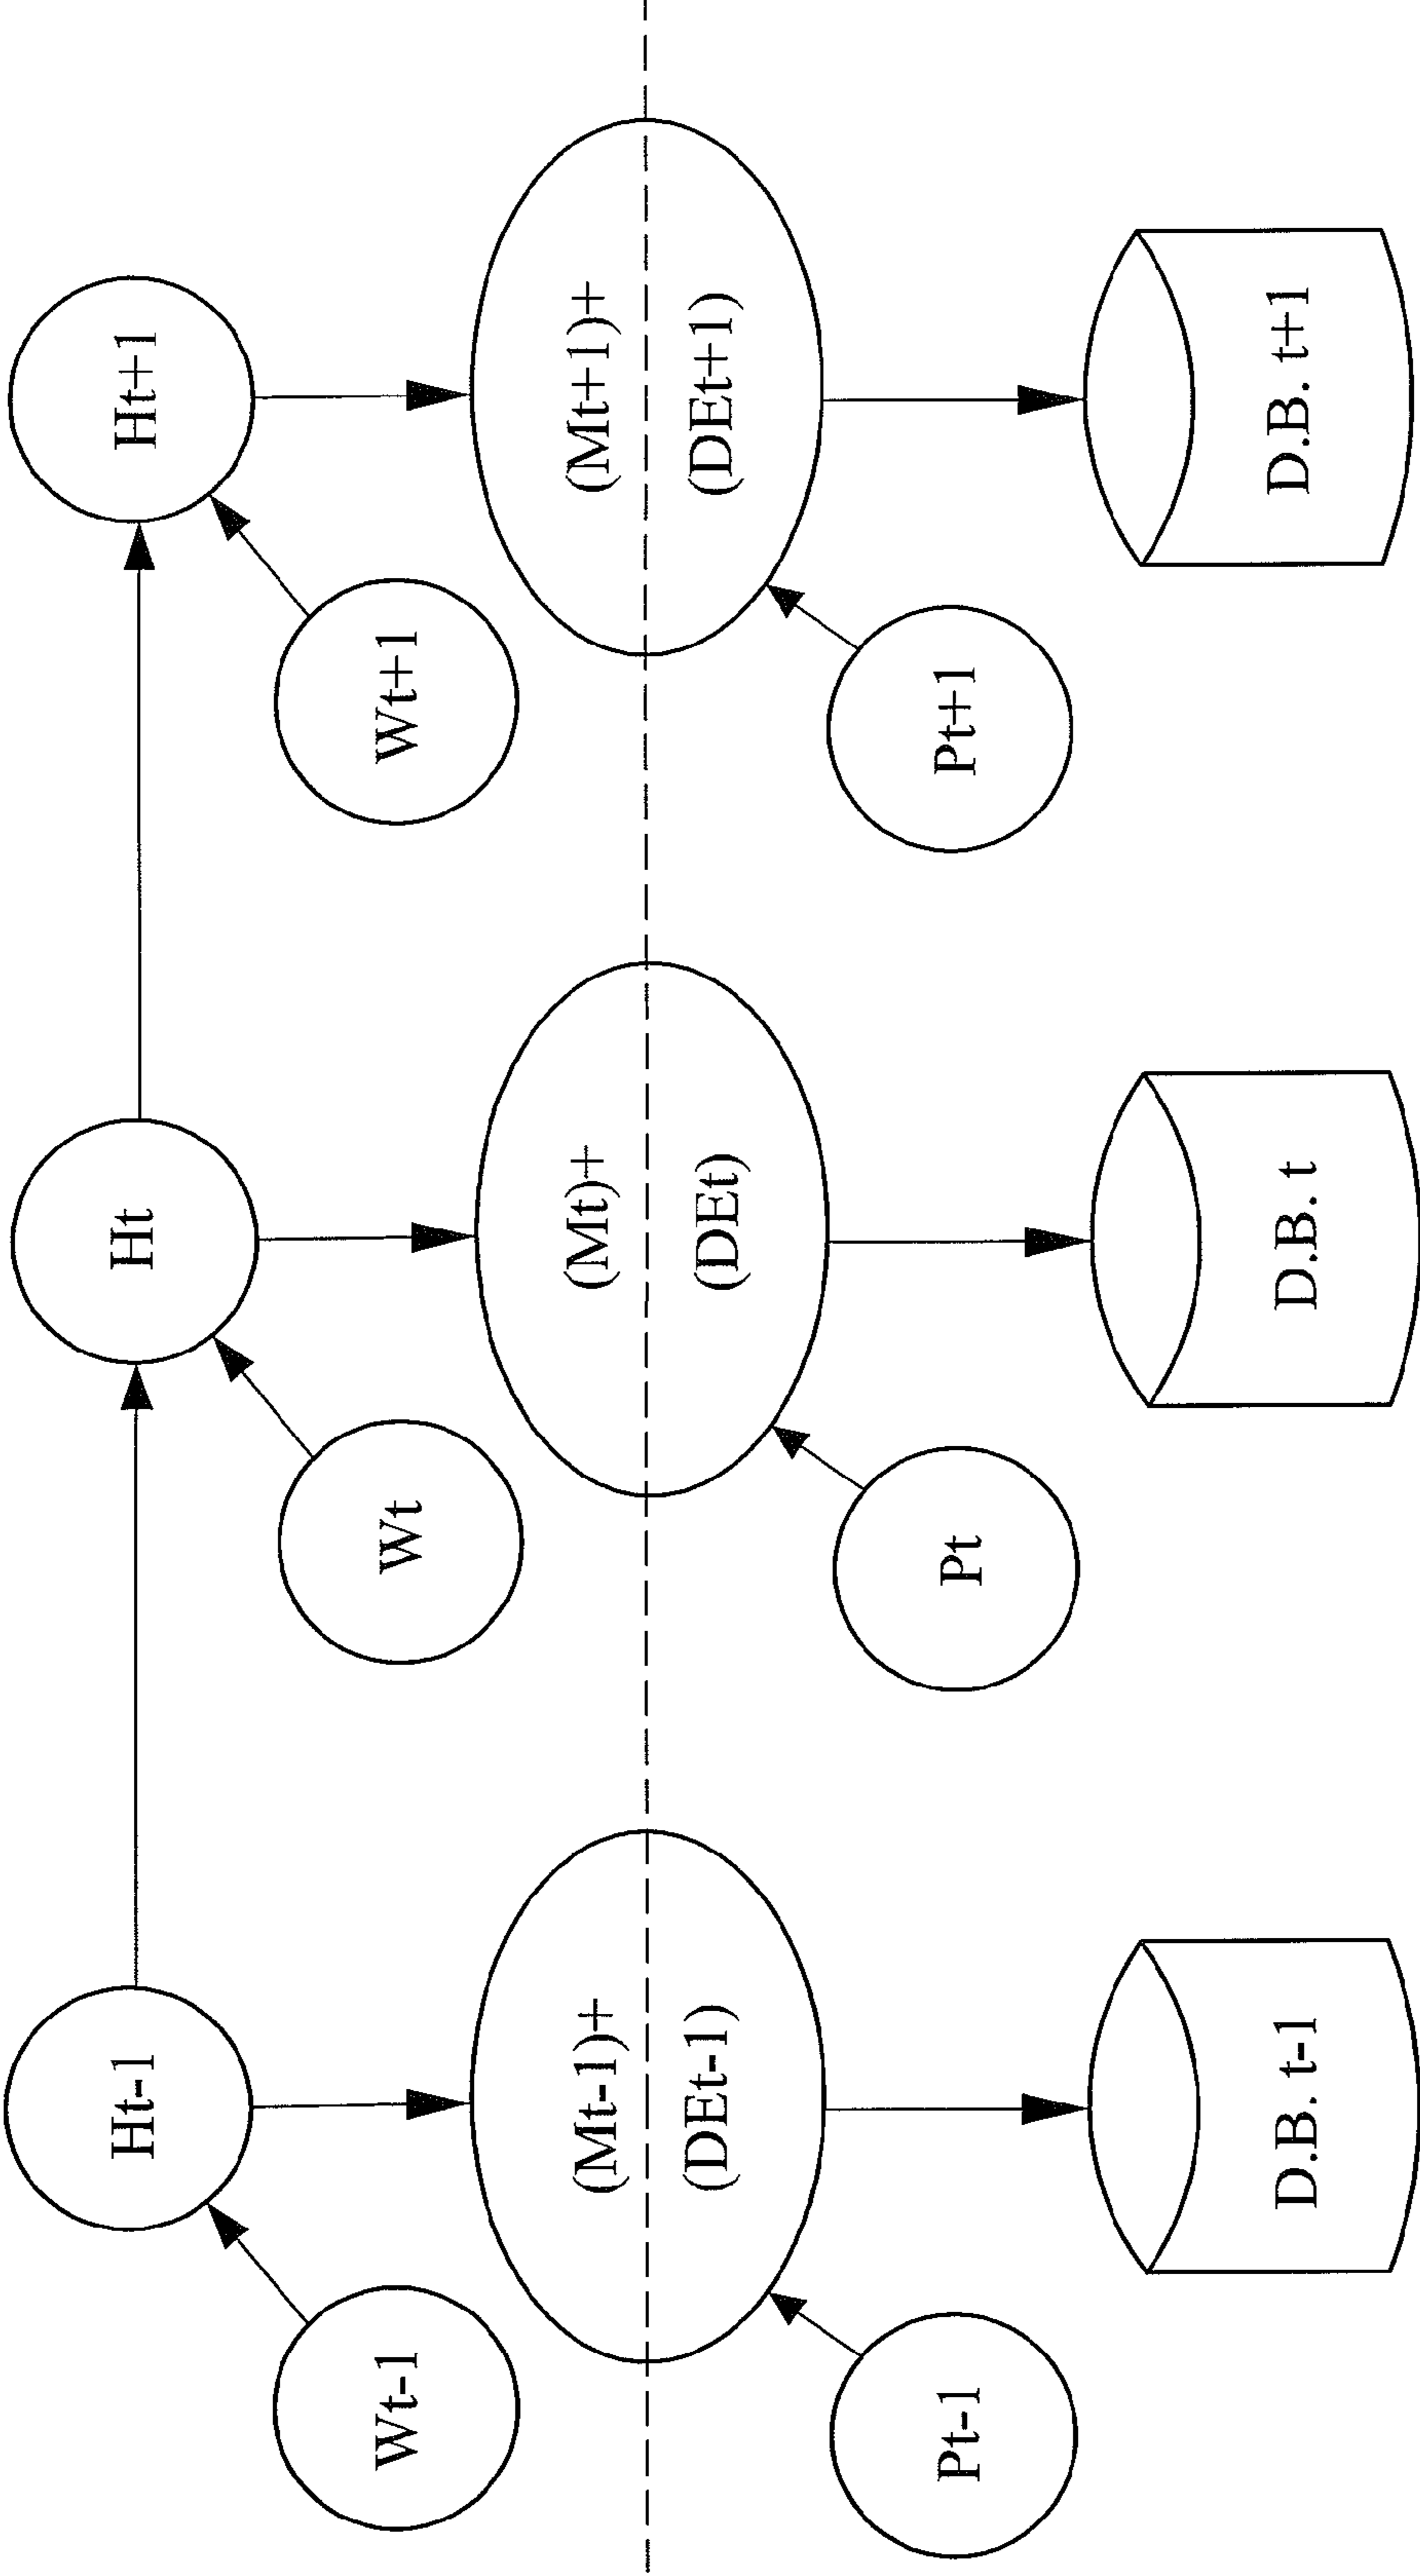 Ht-1
Ht
Ht+1
Wt-1
Wt
Wt+1
(Mt-1)+
(DEt-1)
(Mt)+
(DEt)
(Mt+1)+
(DEt+1)
Pt-1
Pt
Pt+1
D.B. t-1
D.B. t
D.B. t+1